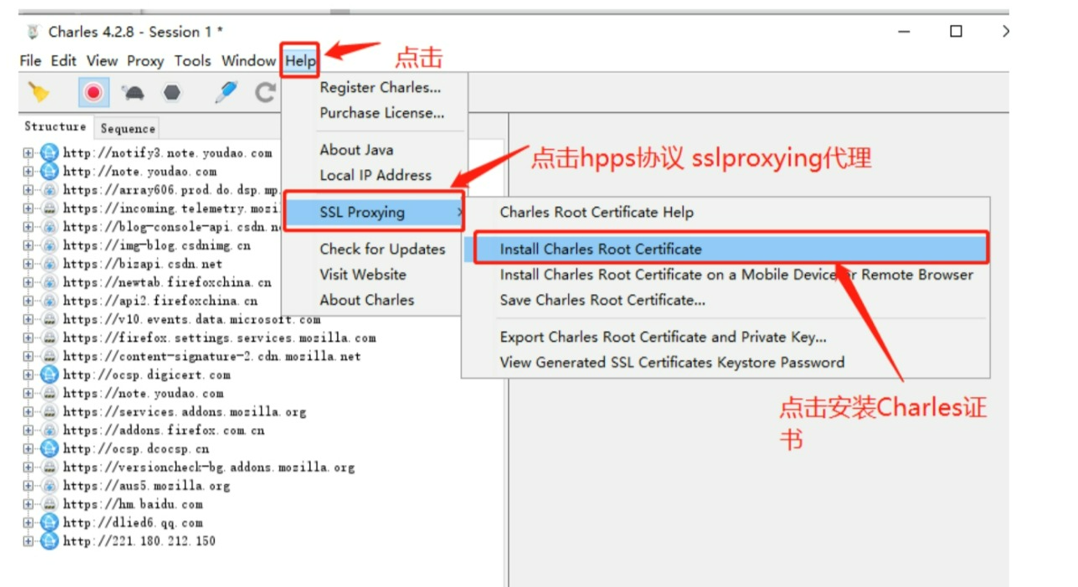 Charles 4.2.8 - Session 1 *
File Edit View Proxy Tools Window Help
点击
Register Charles...
Purchase License...
About Java
Local IP Address
SSL Proxying
Check for Updates
Visit Website
About Charles
点击hpps协议 sslproxying代理
Charles Root Certificate Help
Install Charles Root Certificate
Install Charles Root Certificate on a Mobile Device or Remote Browser
Save Charles Root Certificate...
Export Charles Root Certificate and Private Key...
View Generated SSL Certificates Keystore Password
点击安装Charles证
书
Structure Sequence
http://notify3.note.youdao.com
http://note.youdao.com
https://array606.prod.do.dsp.mp.
https://incoming.telemetry.mozi
https://blog-console-api.csdn.n
https://img-blog.csdnimg.cn
https://bizapi.csdn.net
https://newtab.firefoxchina.cn
https://api2.firefoxchina.cn
https://v10.events.data.microsoft.com
https://firefox.settings.services.mozilla.com
https://content-signature-2.cdn.mozilla.net
http://ocsp.digicert.com
https://note.youdao.com
https://services.addons.mozilla.org
https://addons.firefox.com.cn
http://ocsp.dcocsp.cn
https://versioncheck-bg.addons.mozilla.org
https://aus5.mozilla.org
https://hm.baidu.com
http://dlied6.qq.com
http://221.180.212.150